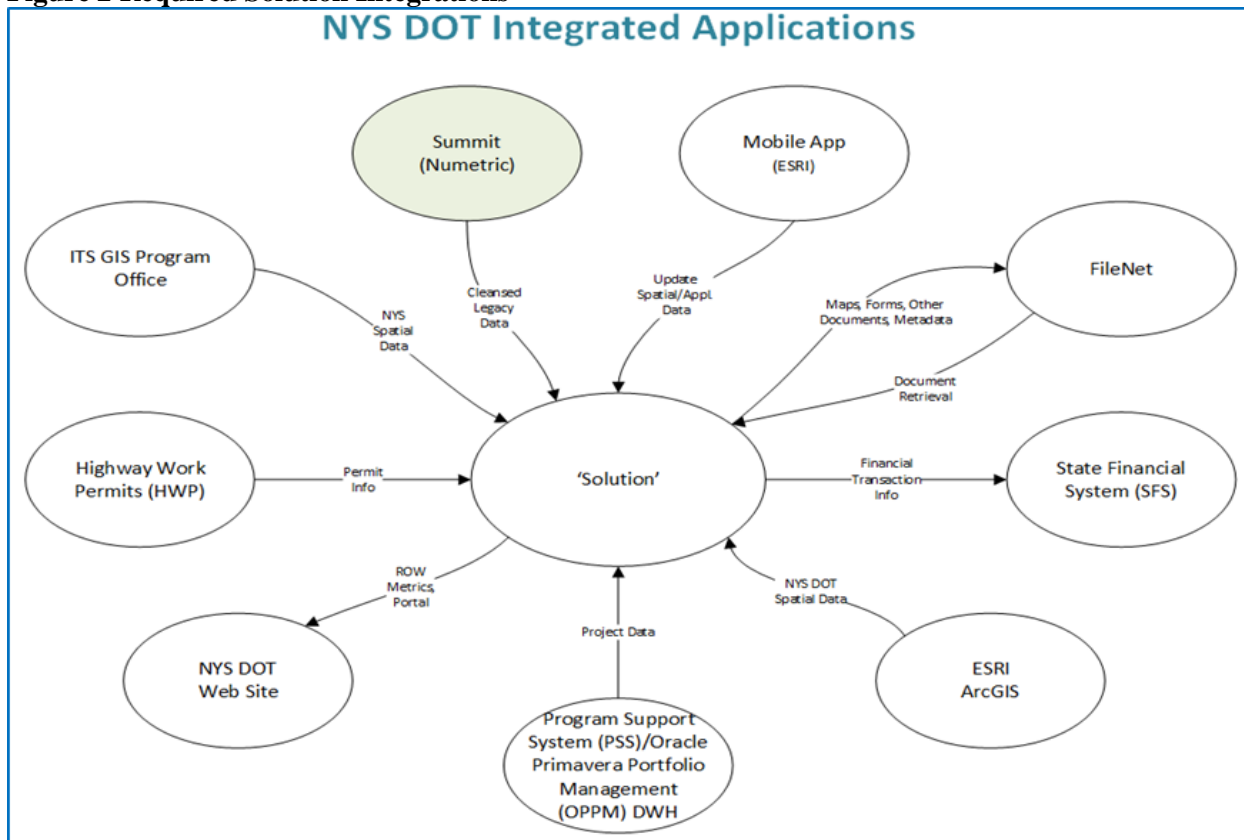 NYS DOT Integrated Applications
Summit
(Numetric)
Mobile App
(ESRI)
ITS GIS Program
Office
FileNet
NYS
Spatial
Data
Cleansed
Legacy
Data
Update
Spatial/Appl.
Data
Maps, Forms, Other
Documents, Metadata
Document
Retrieval
Highway Work
Permits (HWP)
Permit
Info
'Solution'
Financial
Transaction
Info
State Financial
System (SFS)
ROW
Metrics,
Portal
NYS DOT
Web Site
Project Data
NYS DOT
Spatial Data
ESRI
ArcGIS
Program Support
System (PSS)/Oracle
Primavera Portfolio
Management
(OPPM) DWH